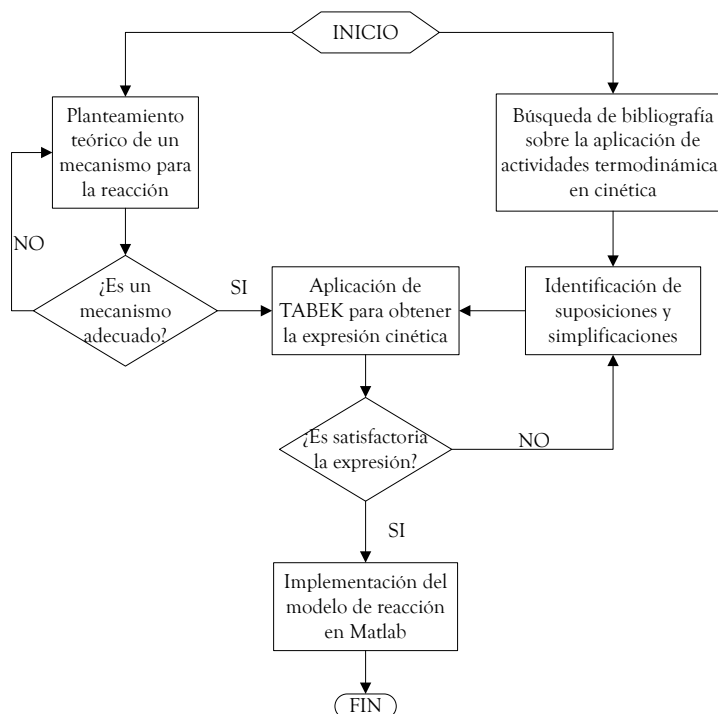 INICIO
Planteamiento
teórico de un
mecanismo para
la reacción
Búsqueda de bibliografía
sobre la aplicación de
actividades termodinámica
en cinética
NO
¿Es un
mecanismo
adecuado?
SI
Aplicación de
TABEK para obtener
la expresión cinética
Identificación de
suposiciones y
simplificaciones
¿Es satisfactoria
la expresión?
NO
SI
Implementación del
modelo de reacción
en Matlab
FIN